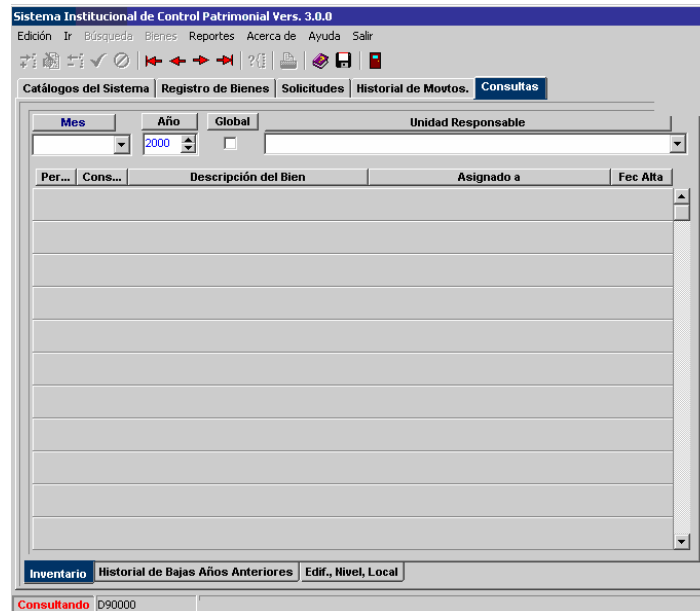 Sistema Institucional de Control Patrimonial Vers. 3.0.0
Edición Ir Búsqueda Bienes Reportes Acerca de Ayuda Salir
Catálogos del Sistema Registro de Bienes Solicitudes Historial de Movtos. Consultas
Mes Año Global Unidad Responsable
2000
Per... Cons... Descripción del Bien Asignado a Fec Alta
Inventario Historial de Bajas Años Anteriores Edif., Nivel, Local
Consultando D90000